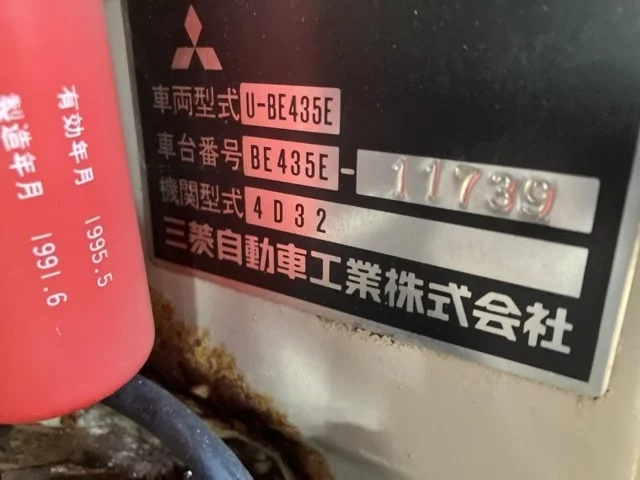 車両型式 U-BE435E
車台番号 BE435E-11739
機関型式 4D32
三菱自動車工業株式会社
有効年月 1995.5
製造年月 1991.6